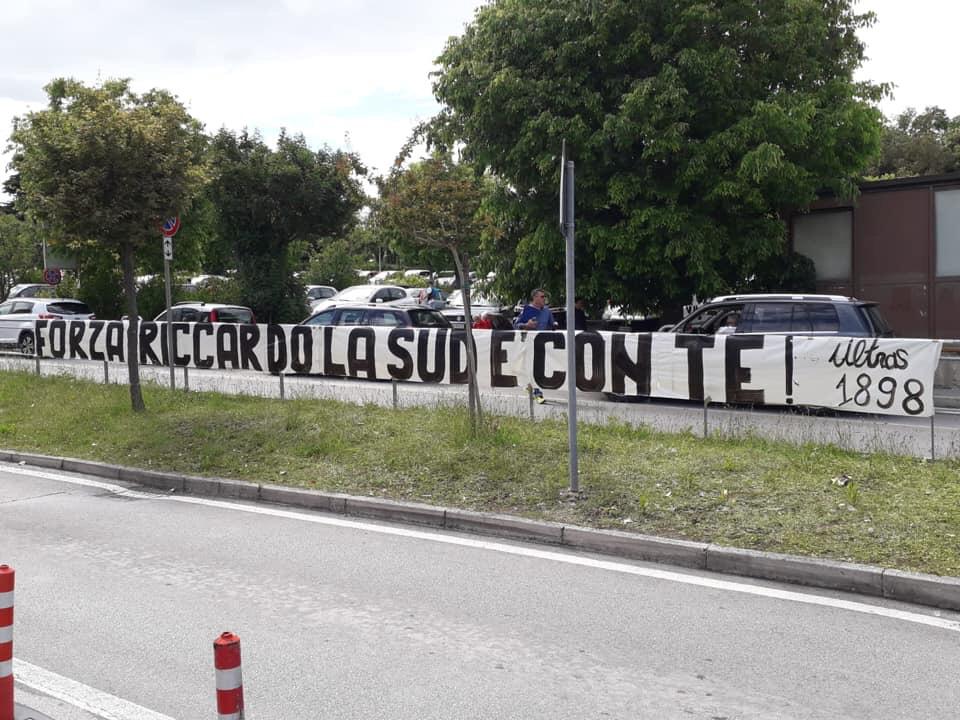 FORZA RICCARDO LA SUD E' CON TE!
Ultras
1898